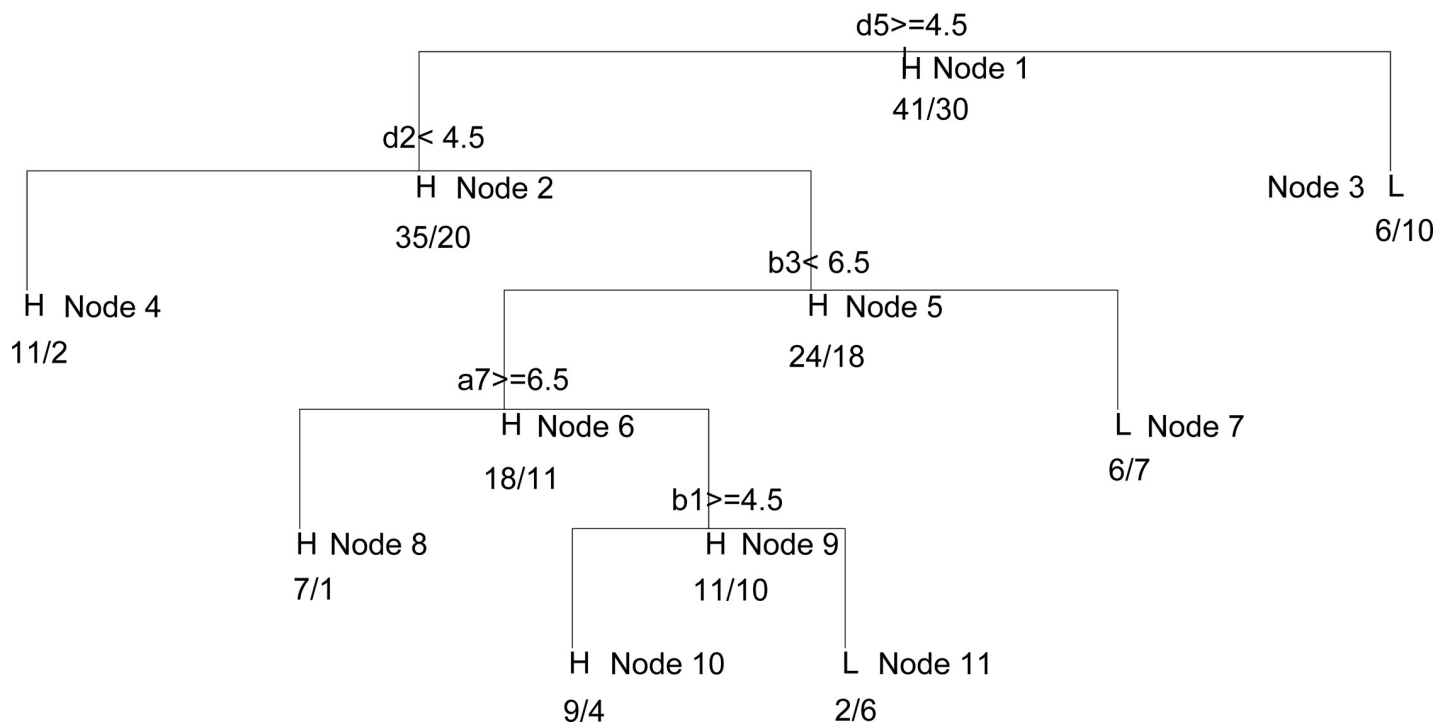 d5>=4.5
H Node 1
41/30
d2< 4.5
H Node 2
35/20
Node 3 L
6/10
b3< 6.5
H Node 4
11/2
H Node 5
24/18
a7>=6.5
H Node 6
18/11
L Node 7
6/7
b1>=4.5
H Node 8
7/1
H Node 9
11/10
H Node 10
9/4
L Node 11
2/6